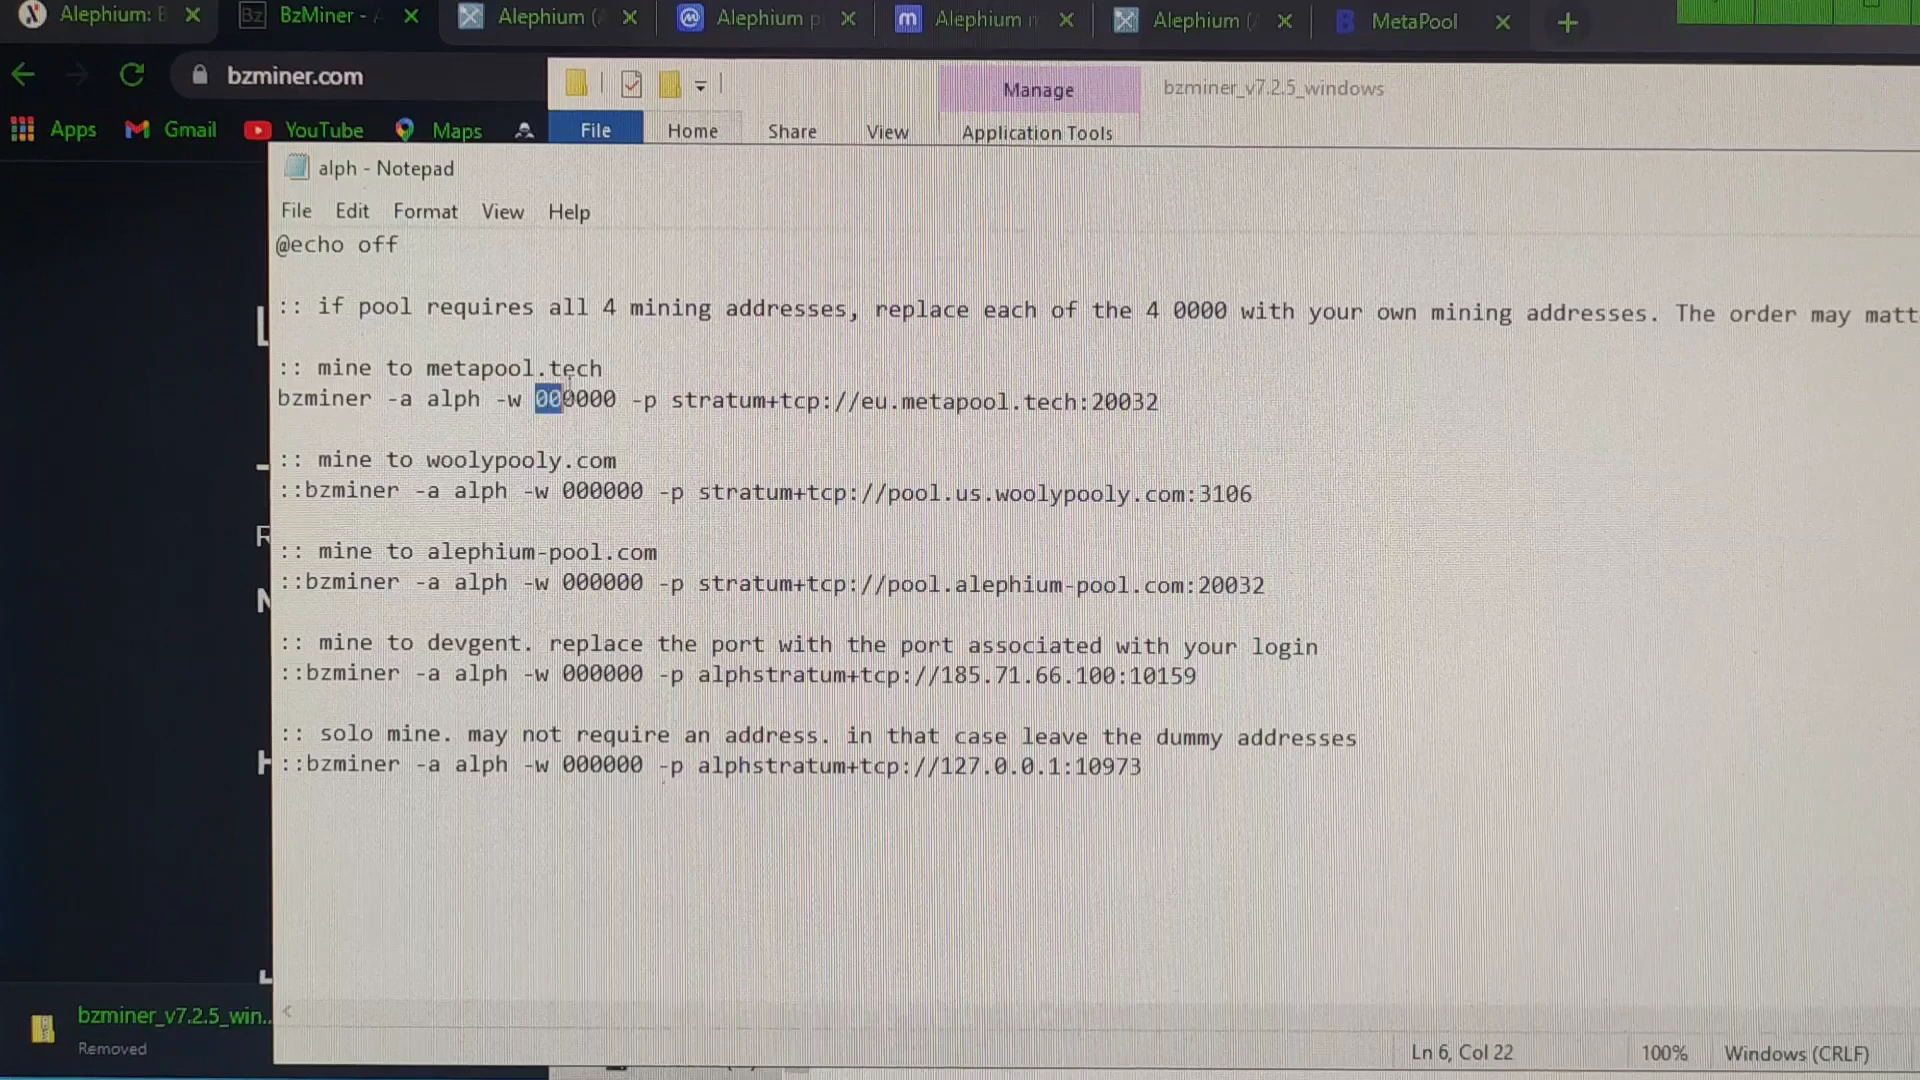 Alephium: B
BzMiner - A
Alephium (A
Alephium p
Alephium m
Alephium (A
MetaPool
bzminer.com
Manage
bzminer_v7.2.5_windows
Apps
Gmail
YouTube
Maps
File
Home
Share
View
Application Tools
alph - Notepad
File Edit Format View Help
@echo off
:: if pool requires all 4 mining addresses, replace each of the 4 0000 with your own mining addresses. The order may matt
:: mine to metapool.tech
bzminer -a alph -w 000000 -p stratum+tcp://eu.metapool.tech:20032
:: mine to woolypooly.com
::bzminer -a alph -w 000000 -p stratum+tcp://pool.us.woolypooly.com:3106
:: mine to alephium-pool.com
::bzminer -a alph -w 000000 -p stratum+tcp://pool.alephium-pool.com:20032
:: mine to devgent. replace the port with the port associated with your login
::bzminer -a alph -w 000000 -p alphstratum+tcp://185.71.66.100:10159
:: solo mine. may not require an address. in that case leave the dummy addresses
::bzminer -a alph -w 000000 -p alphstratum+tcp://127.0.0.1:10973
bzminer_v7.2.5_win...
Removed
Ln 6, Col 22
100%
Windows (CRLF)